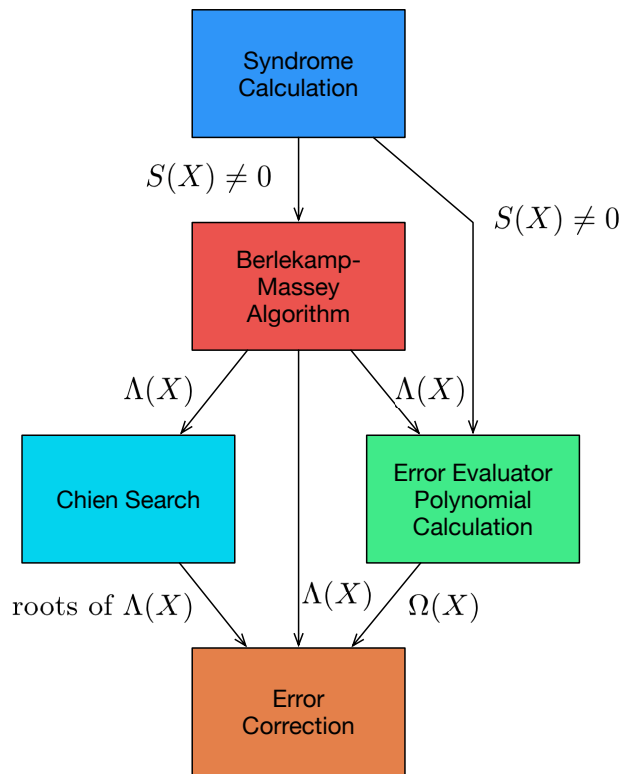 Syndrome
Calculation
S(X) ≠ 0
S(X) ≠ 0
Berlekamp-
Massey
Algorithm
Λ(X)
Λ(X)
Chien Search
Error Evaluator
Polynomial
Calculation
roots of Λ(X)
Λ(X)
Ω(X)
Error
Correction